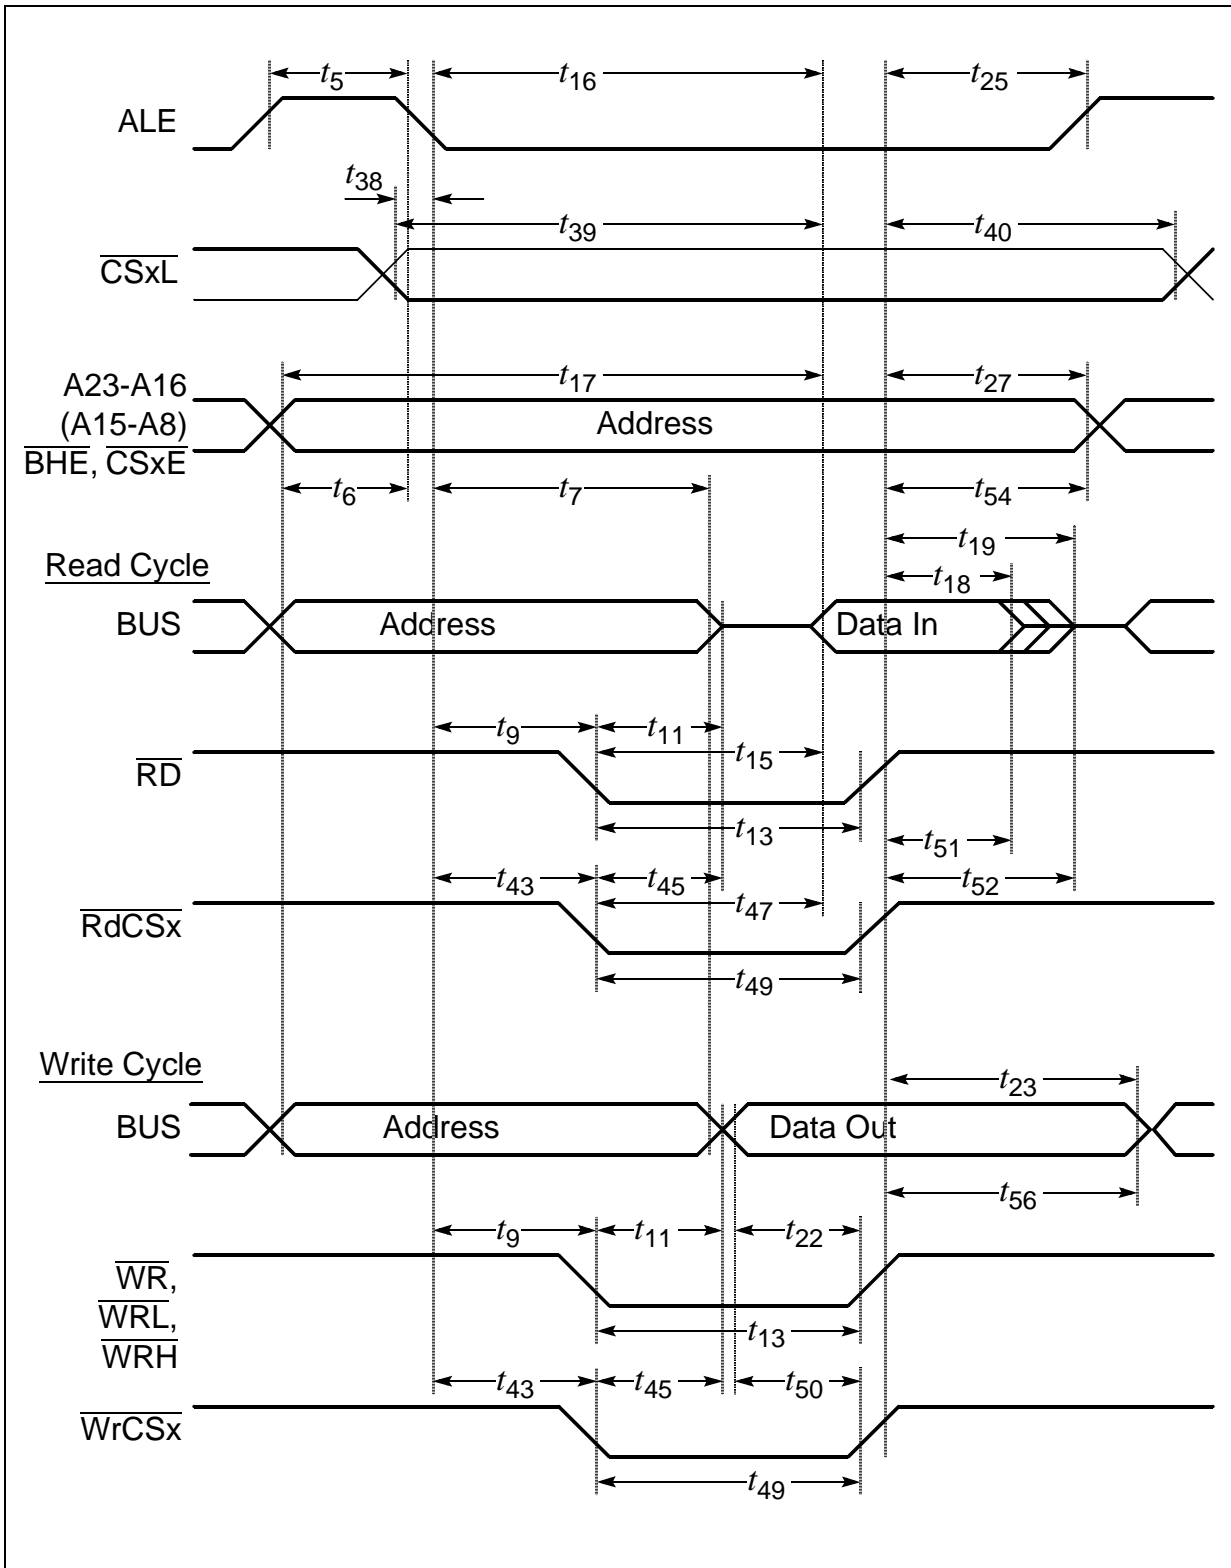 t5
t16
t25
ALE
t38
t39
t40
CSxL
A23-A16
(A15-A8)
BHE, CSxE
t17
t27
Address
t6
t7
t54
t19
Read Cycle
t18
BUS
Address
Data In
t9
t11
t15
RD
t13
t51
t43
t45
t52
t47
RdCSx
t49
Write Cycle
t23
BUS
Address
Data Out
t56
t9
t11
t22
WR,
WRL,
WRH
t13
t43
t45
t50
WrCSx
t49